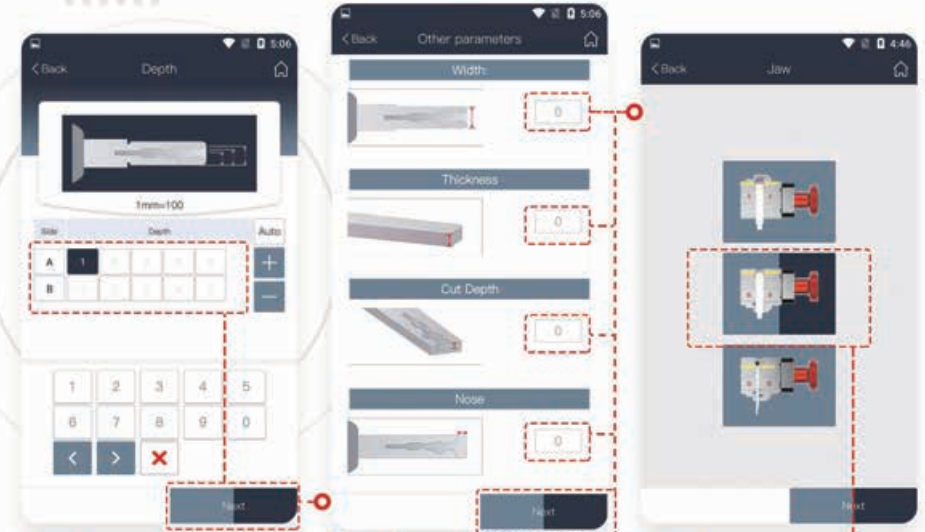 5:06
< Back Depth
1mm=100
Side Depth Auto
A 1
B
+
−
1 2 3 4 5
6 7 8 9 0
< > ×
Next
5:06
< Back Other parameters
Width
0
Thickness
0
Cut Depth
0
Nose
0
Next
4:46
< Back Jaw
Next